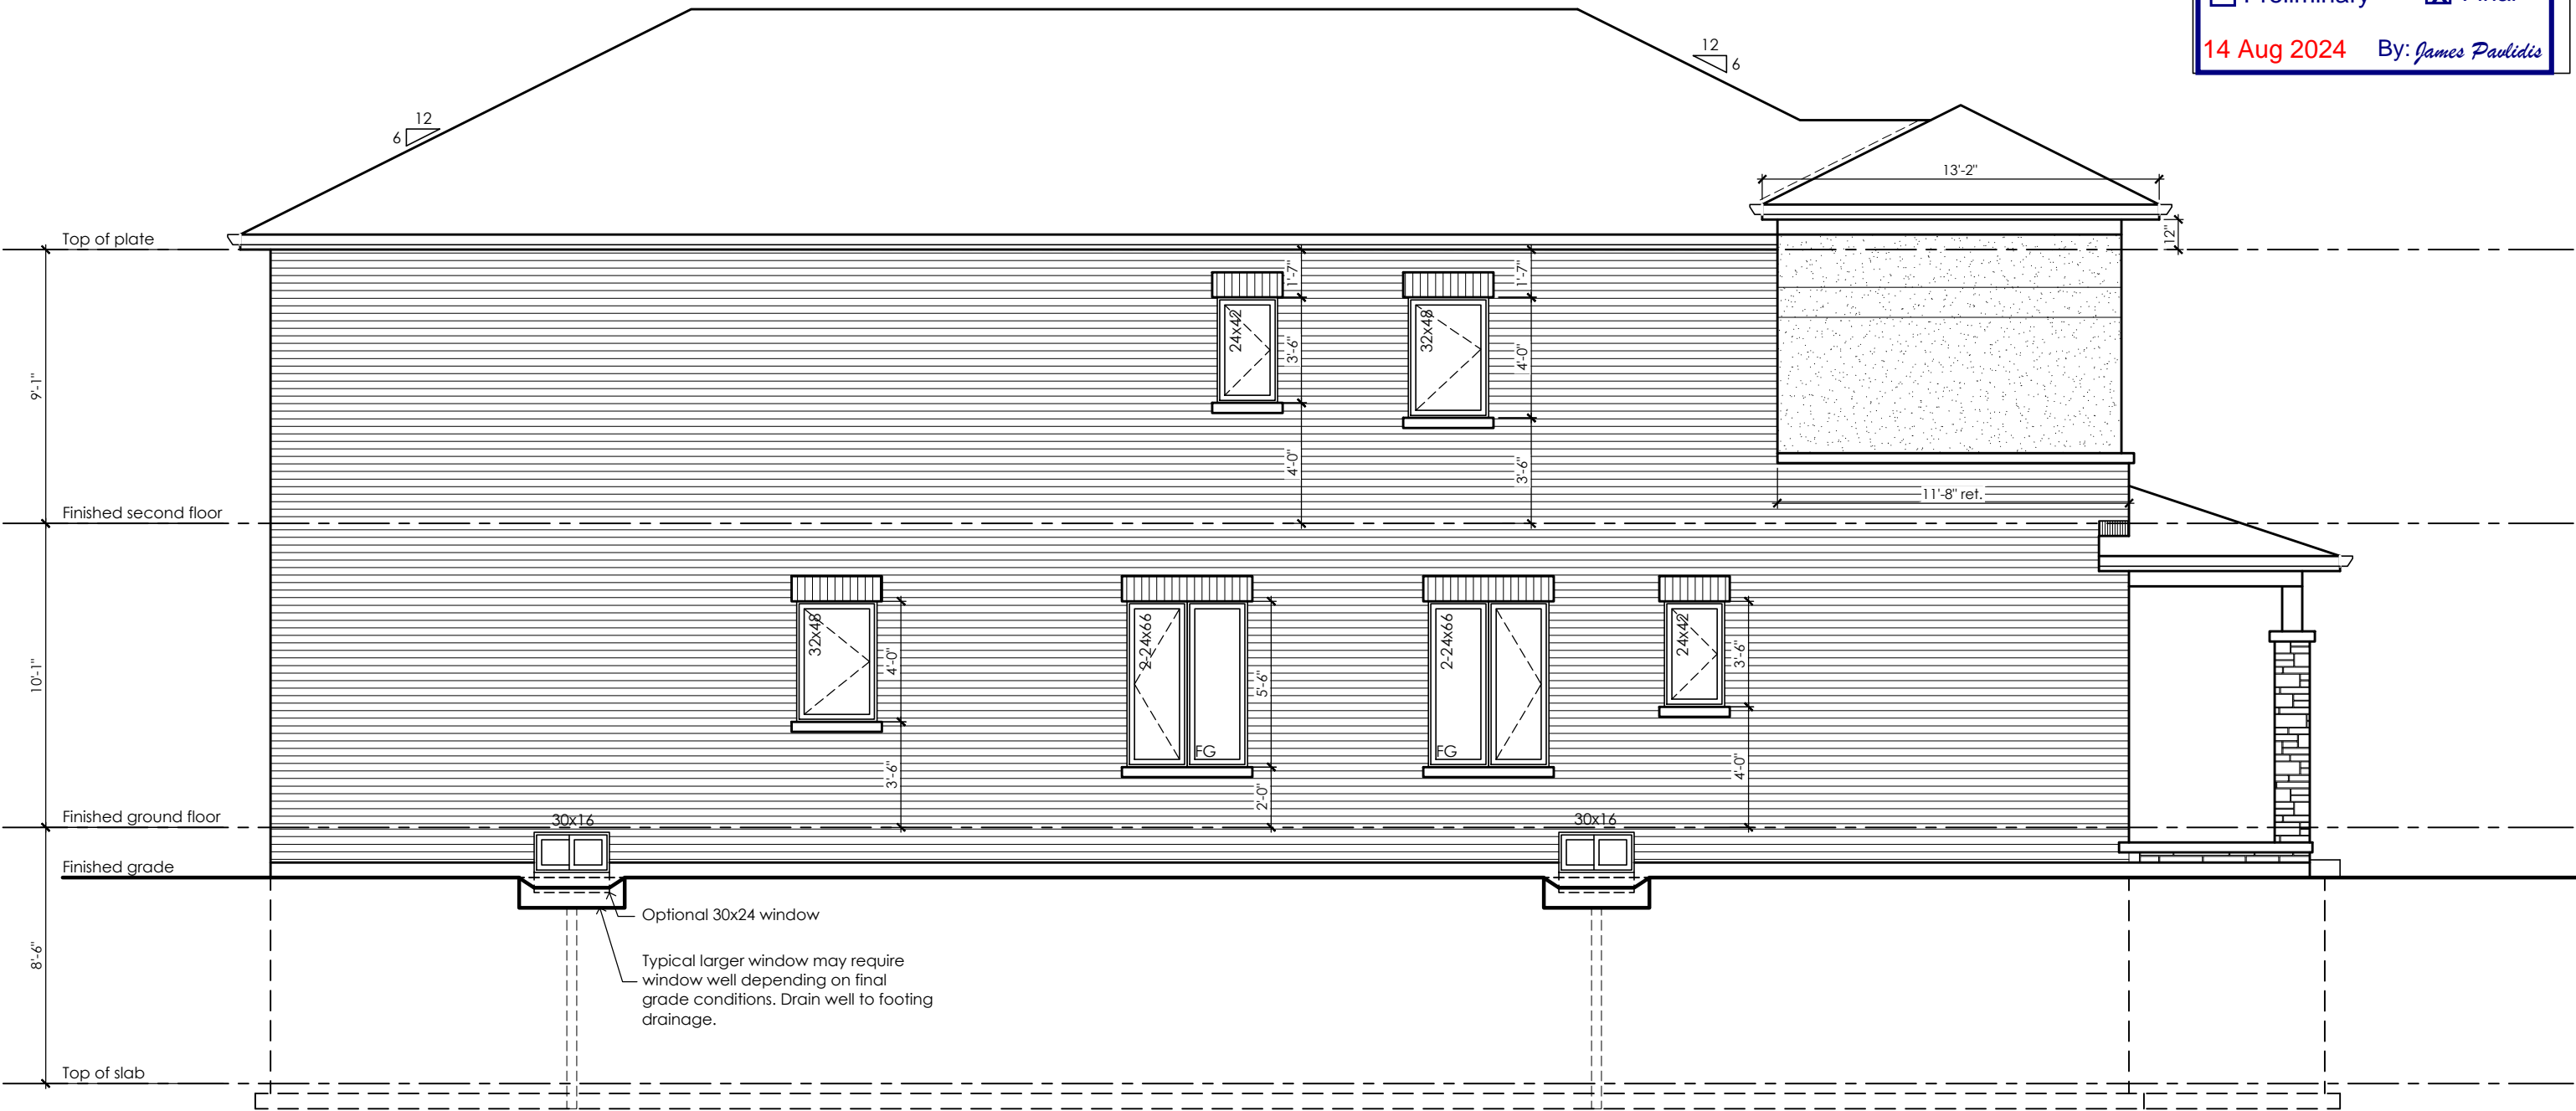 Preliminary Final
14 Aug 2024 By: James Pavlidis
12
6
12
6
13'-2"
12"
Top of plate
1'-7"
1'-7"
24x42
3'-6"
32x48
4'-0"
9'-1"
4'-0"
3'-6"
11'-8" ret.
Finished second floor
32x48
4'-0"
2-24x66
5'-6"
2-24x66
24x42
3'-6"
10'-1"
FG
FG
3'-6"
2'-0"
4'-0"
Finished ground floor
30x16
30x16
Finished grade
Optional 30x24 window
8'-6"
Typical larger window may require
window well depending on final
grade conditions. Drain well to footing
drainage.
Top of slab